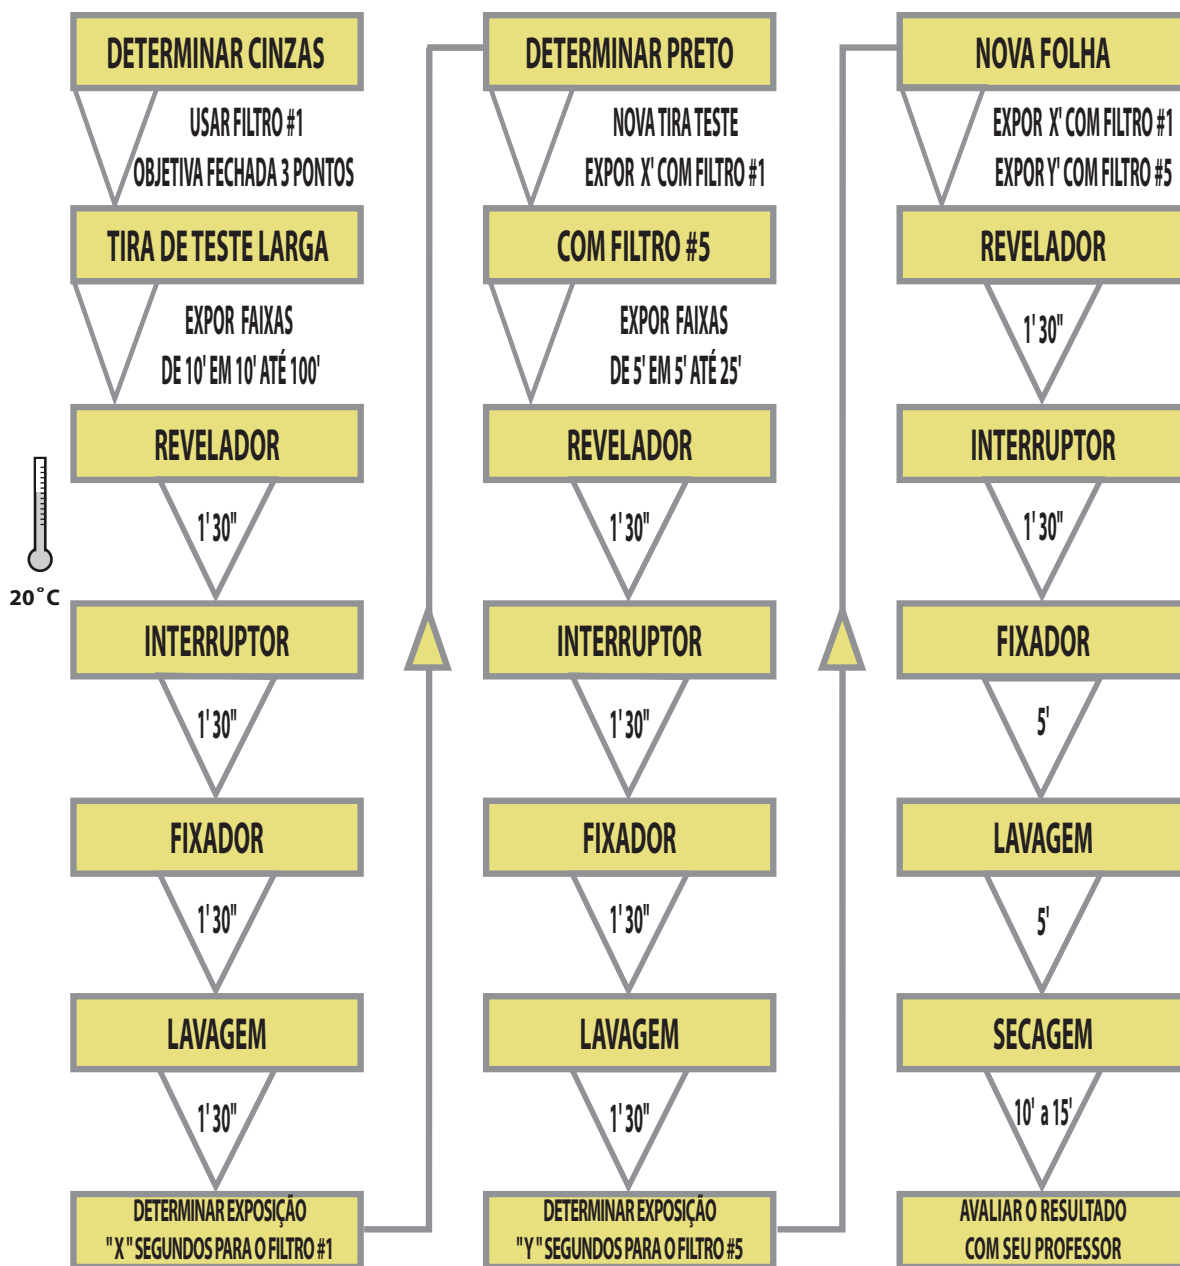 DETERMINAR CINZAS
USAR FILTRO #1
OBJETIVA FECHADA 3 PONTOS
TIRA DE TESTE LARGA
EXPOR FAIXAS
DE 10' EM 10' ATÉ 100'
REVELADOR
1' 30"
20°C
INTERRUPTOR
1' 30"
FIXADOR
1' 30"
LAVAGEM
1' 30"
DETERMINAR EXPOSIÇÃO
" X " SEGUNDOS PARA O FILTRO #1
DETERMINAR PRETO
NOVA TIRA TESTE
EXPOR X' COM FILTRO #1
COM FILTRO #5
EXPOR FAIXAS
DE 5' EM 5' ATÉ 25'
REVELADOR
1' 30"
INTERRUPTOR
1' 30"
FIXADOR
1' 30"
LAVAGEM
1' 30"
DETERMINAR EXPOSIÇÃO
" Y " SEGUNDOS PARA O FILTRO #5
NOVA FOLHA
EXPOR X' COM FILTRO #1
EXPOR Y' COM FILTRO #5
REVELADOR
1' 30"
INTERRUPTOR
1' 30"
FIXADOR
5'
LAVAGEM
5'
SECAGEM
10' a 15'
AVALIAR O RESULTADO
COM SEU PROFESSOR